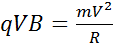 qVB = mV²/R